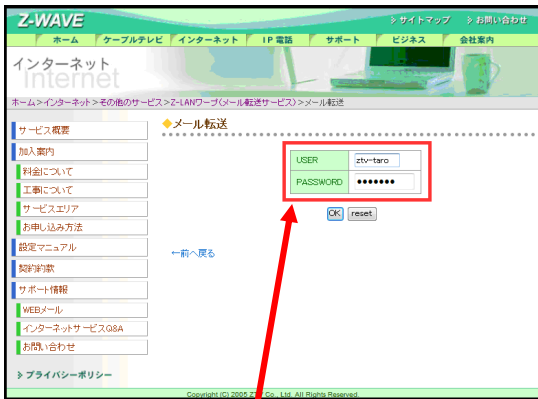 Z-WAVE
サイトマップ お問い合わせ
ホーム ケーブルテレビ インターネット IP電話 サポート ビジネス 会社案内
インターネット
Internet
ホーム>インターネット>その他のサービス>Z-LANワープ(メール転送サービス)>メール転送
サービス概要
加入案内
料金について
工事について
サービスエリア
お申し込み方法
設定マニュアル
契約約款
サポート情報
WEBメール
インターネットサービスQ&A
お問い合わせ
プライバシーポリシー
◆メール転送
USER ztv-taro
PASSWORD •••••••
OK reset
←前へ戻る
Copyright (C) 2005 Co., Ltd. All Rights Reserved.